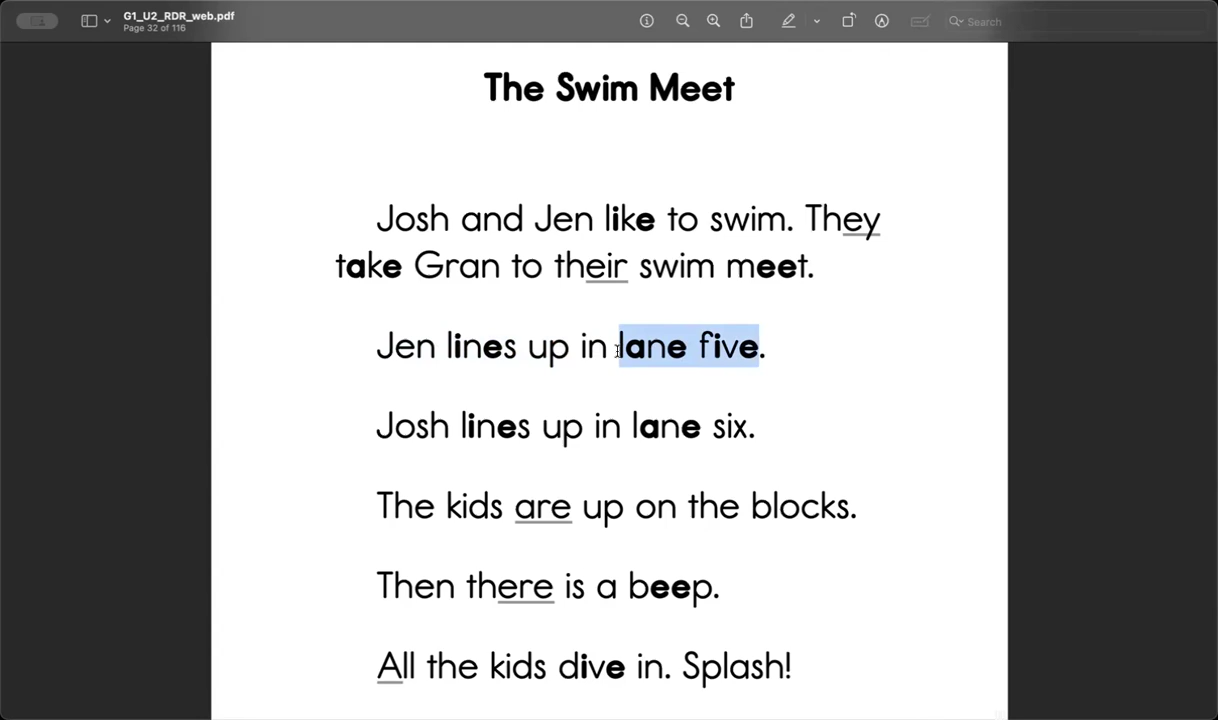 G1_U2_RDR_web.pdf
Page 32 of 116
Search
The Swim Meet
Josh and Jen like to swim. They
take Gran to their swim meet.
Jen lines up in lane five.
Josh lines up in lane six.
The kids are up on the blocks.
Then there is a beep.
All the kids dive in. Splash!